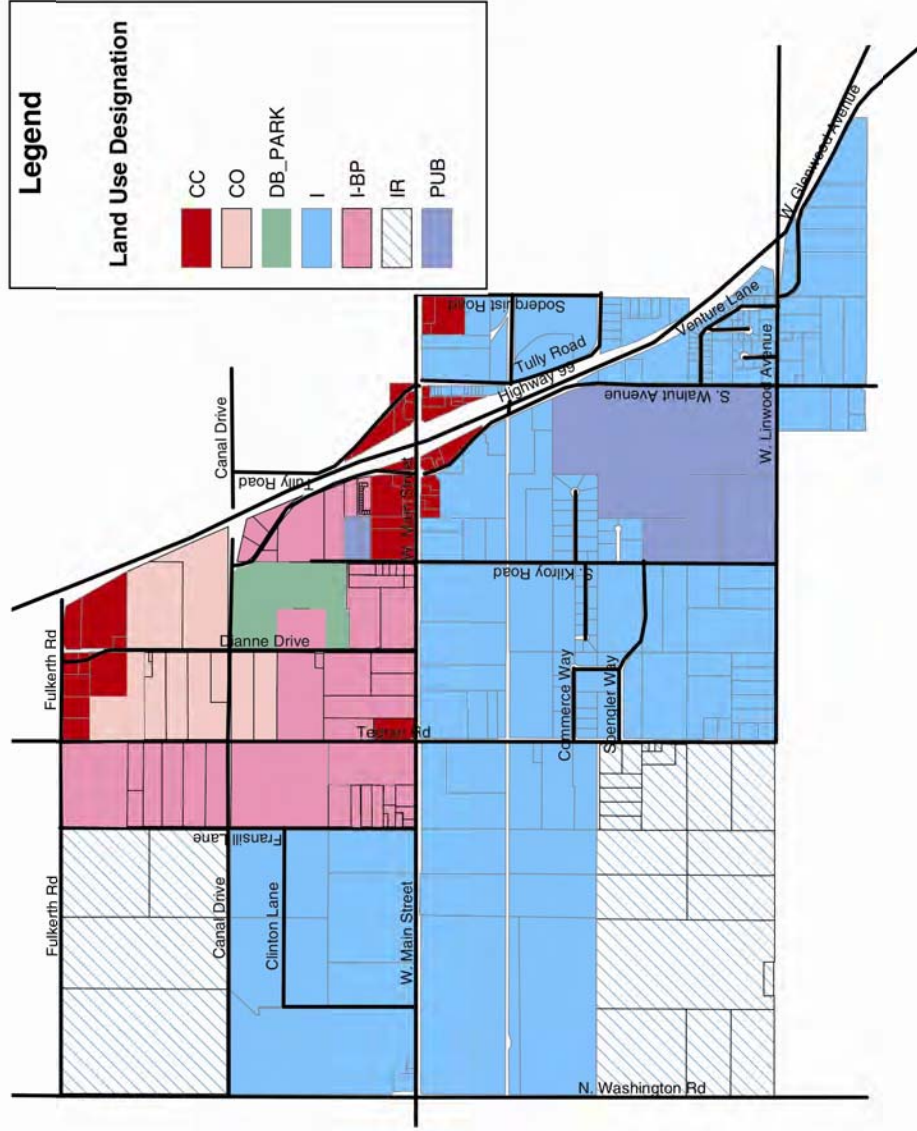 Legend
Land Use Designation
CC
CO
DB_PARK
I
I-BP
IR
PUB
Fulkerth Rd
Canal Drive
Tully Road
Dianne Drive
W. Main Street
Soderquist Road
Tully Road
Highway 99
Venture Lane
W. Glenwood Avenue
S. Walnut Avenue
W. Linwood Avenue
S. Kilroy Road
Commerce Way
Spengler Way
Tegner Rd
Fransil Lane
Fulkerth Rd
Canal Drive
Clinton Lane
W. Main Street
N. Washington Rd